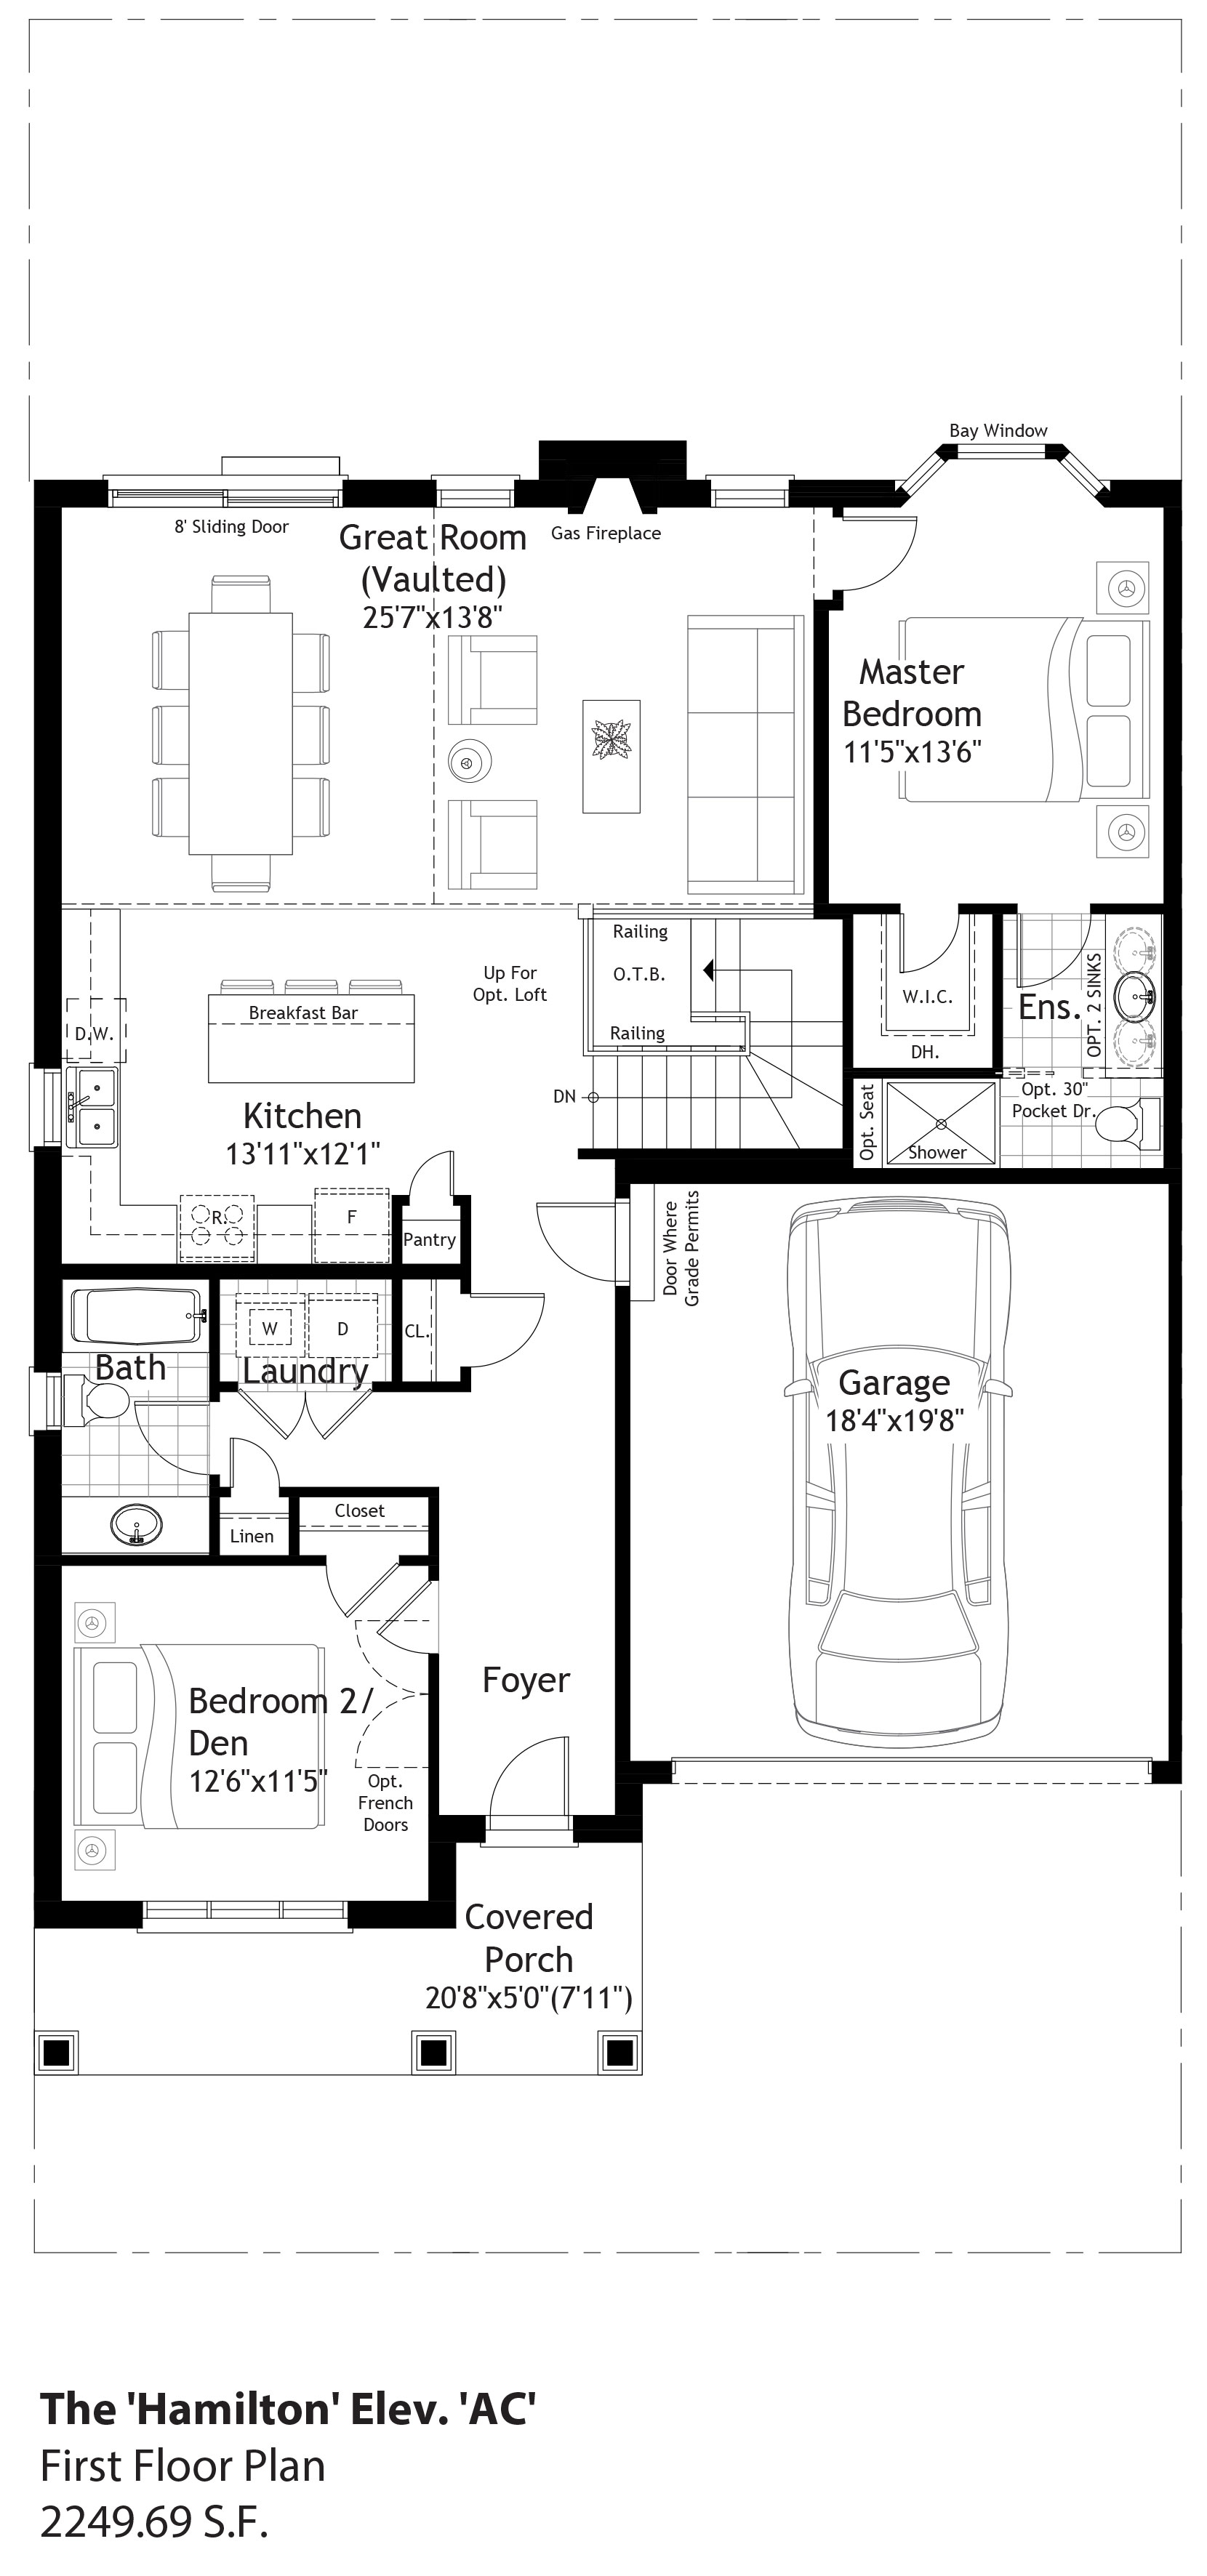 Bay Window
8' Sliding Door
Great Room
(Vaulted)
25'7"x13'8"
Gas Fireplace
Master
Bedroom
11'5"x13'6"
Railing
O.T.B.
Railing
Up For
Opt. Loft
DN
W.I.C.
DH.
Ens.
OPT. 2 SINKS
Opt. 30"
Pocket Dr.
Opt. Seat
Shower
Breakfast Bar
D.W.
Kitchen
13'11"x12'1"
R.
F
Pantry
Door Where
Grade Permits
W
D
CL.
Bath
Laundry
Garage
18'4"x19'8"
Linen
Closet
Foyer
Bedroom 2/
Den
12'6"x11'5"
Opt.
French
Doors
Covered
Porch
20'8"x5'0"(7'11")
The 'Hamilton' Elev. 'AC'
First Floor Plan
2249.69 S.F.